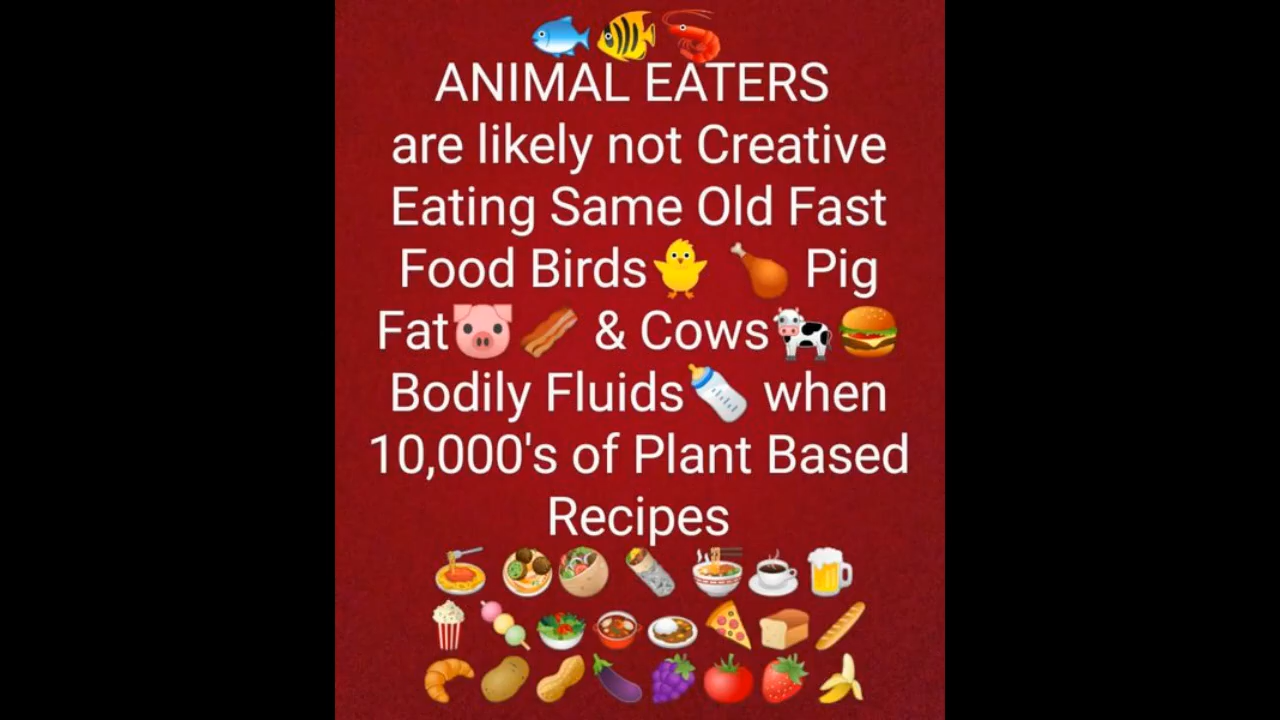 ANIMAL EATERS
are likely not Creative
Eating Same Old Fast
Food Birds🐥 🍗 Pig
Fat🐷🥓 & Cows🐄🍔
Bodily Fluids🍼 when
10,000's of Plant Based
Recipes